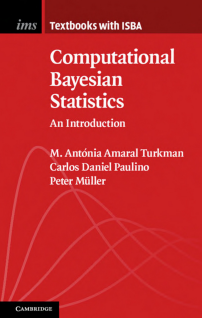 ims Textbooks with ISBA
Computational
Bayesian
Statistics
An Introduction
M. Antónia Amaral Turkman
Carlos Daniel Paulino
Peter Müller
CAMBRIDGE